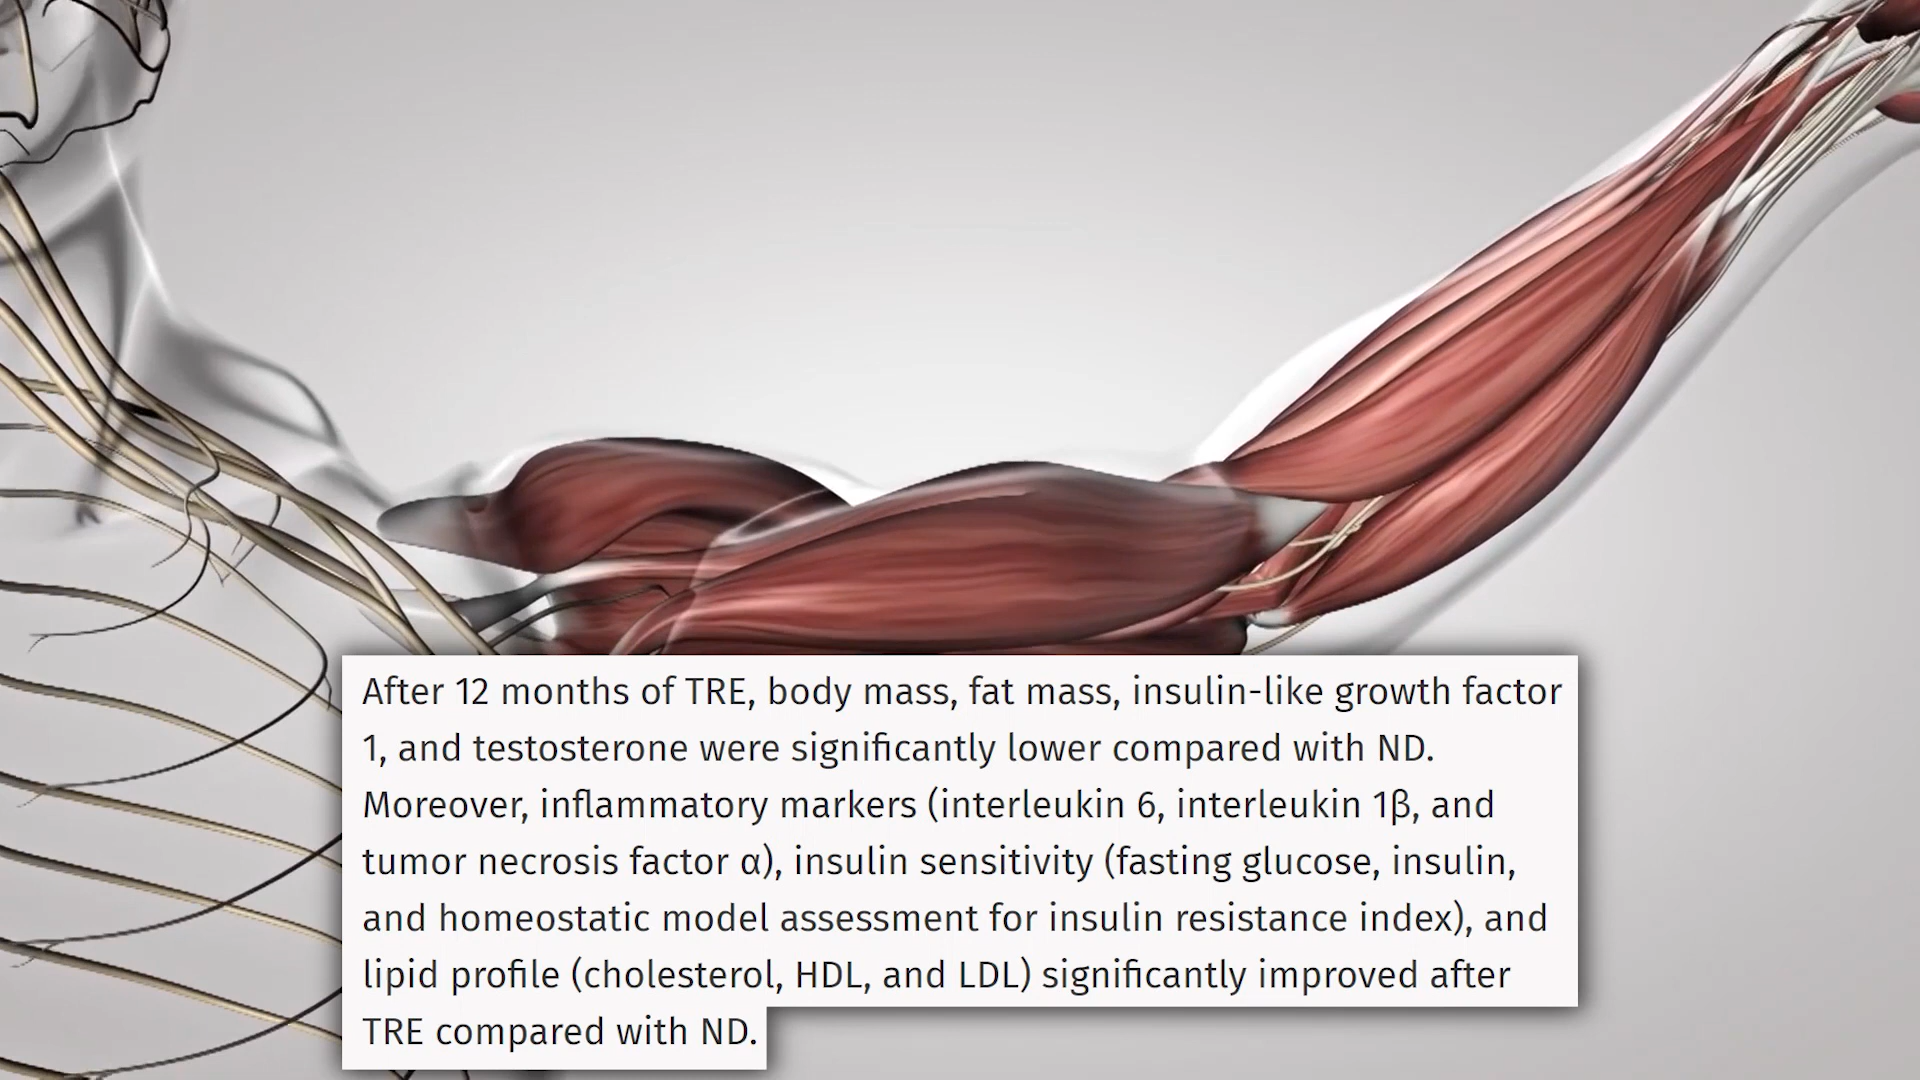 After 12 months of TRE, body mass, fat mass, insulin-like growth factor
1, and testosterone were significantly lower compared with ND.
Moreover, inflammatory markers (interleukin 6, interleukin 1β, and
tumor necrosis factor α), insulin sensitivity (fasting glucose, insulin,
and homeostatic model assessment for insulin resistance index), and
lipid profile (cholesterol, HDL, and LDL) significantly improved after
TRE compared with ND.